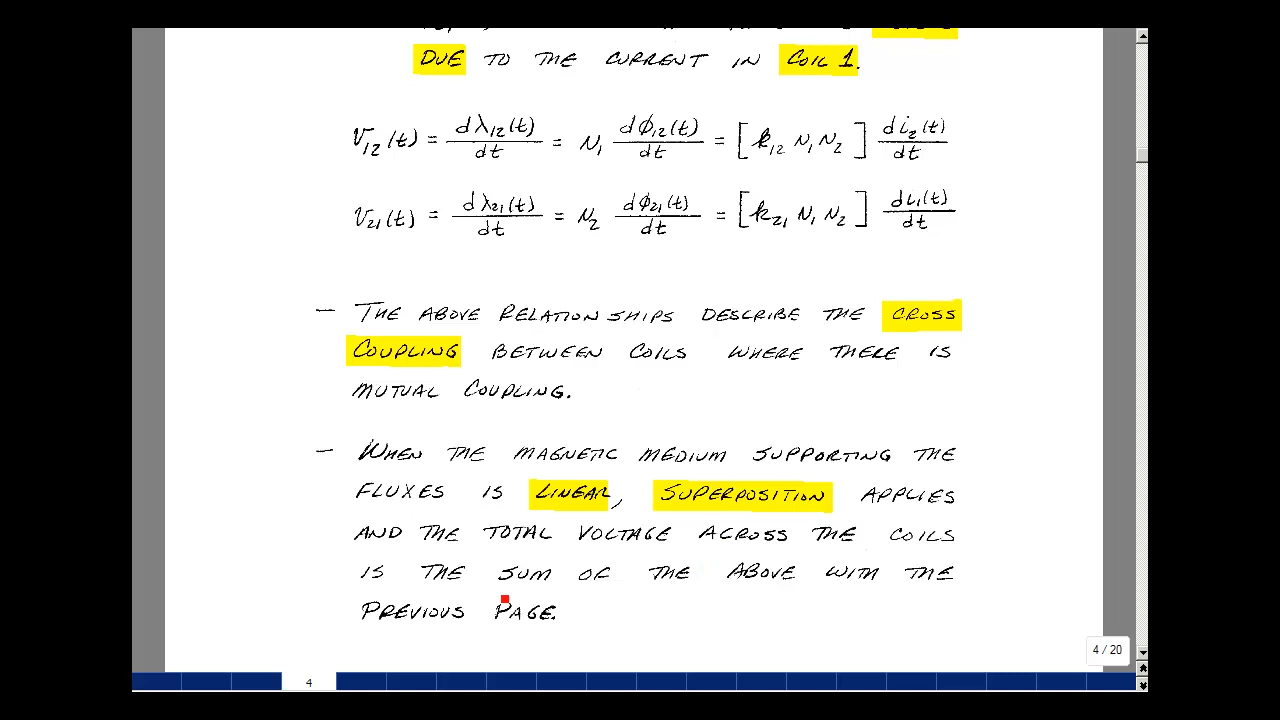 DUE TO THE CURRENT IN COIL 1.
V₁₂(t) = dλ₁₂(t)/dt = N₁ dϕ₁₂(t)/dt = [k₁₂ N₁ N₂] di₂(t)/dt
V₂₁(t) = dλ₂₁(t)/dt = N₂ dϕ₂₁(t)/dt = [k₂₁ N₁ N₂] di₁(t)/dt
— THE ABOVE RELATIONSHIPS DESCRIBE THE CROSS
COUPLING BETWEEN COILS WHERE THERE IS
MUTUAL COUPLING.
— WHEN THE MAGNETIC MEDIUM SUPPORTING THE
FLUXES IS LINEAR, SUPERPOSITION APPLIES
AND THE TOTAL VOLTAGE ACROSS THE COILS
IS THE SUM OF THE ABOVE WITH THE
PREVIOUS PAGE.
4 / 20
4